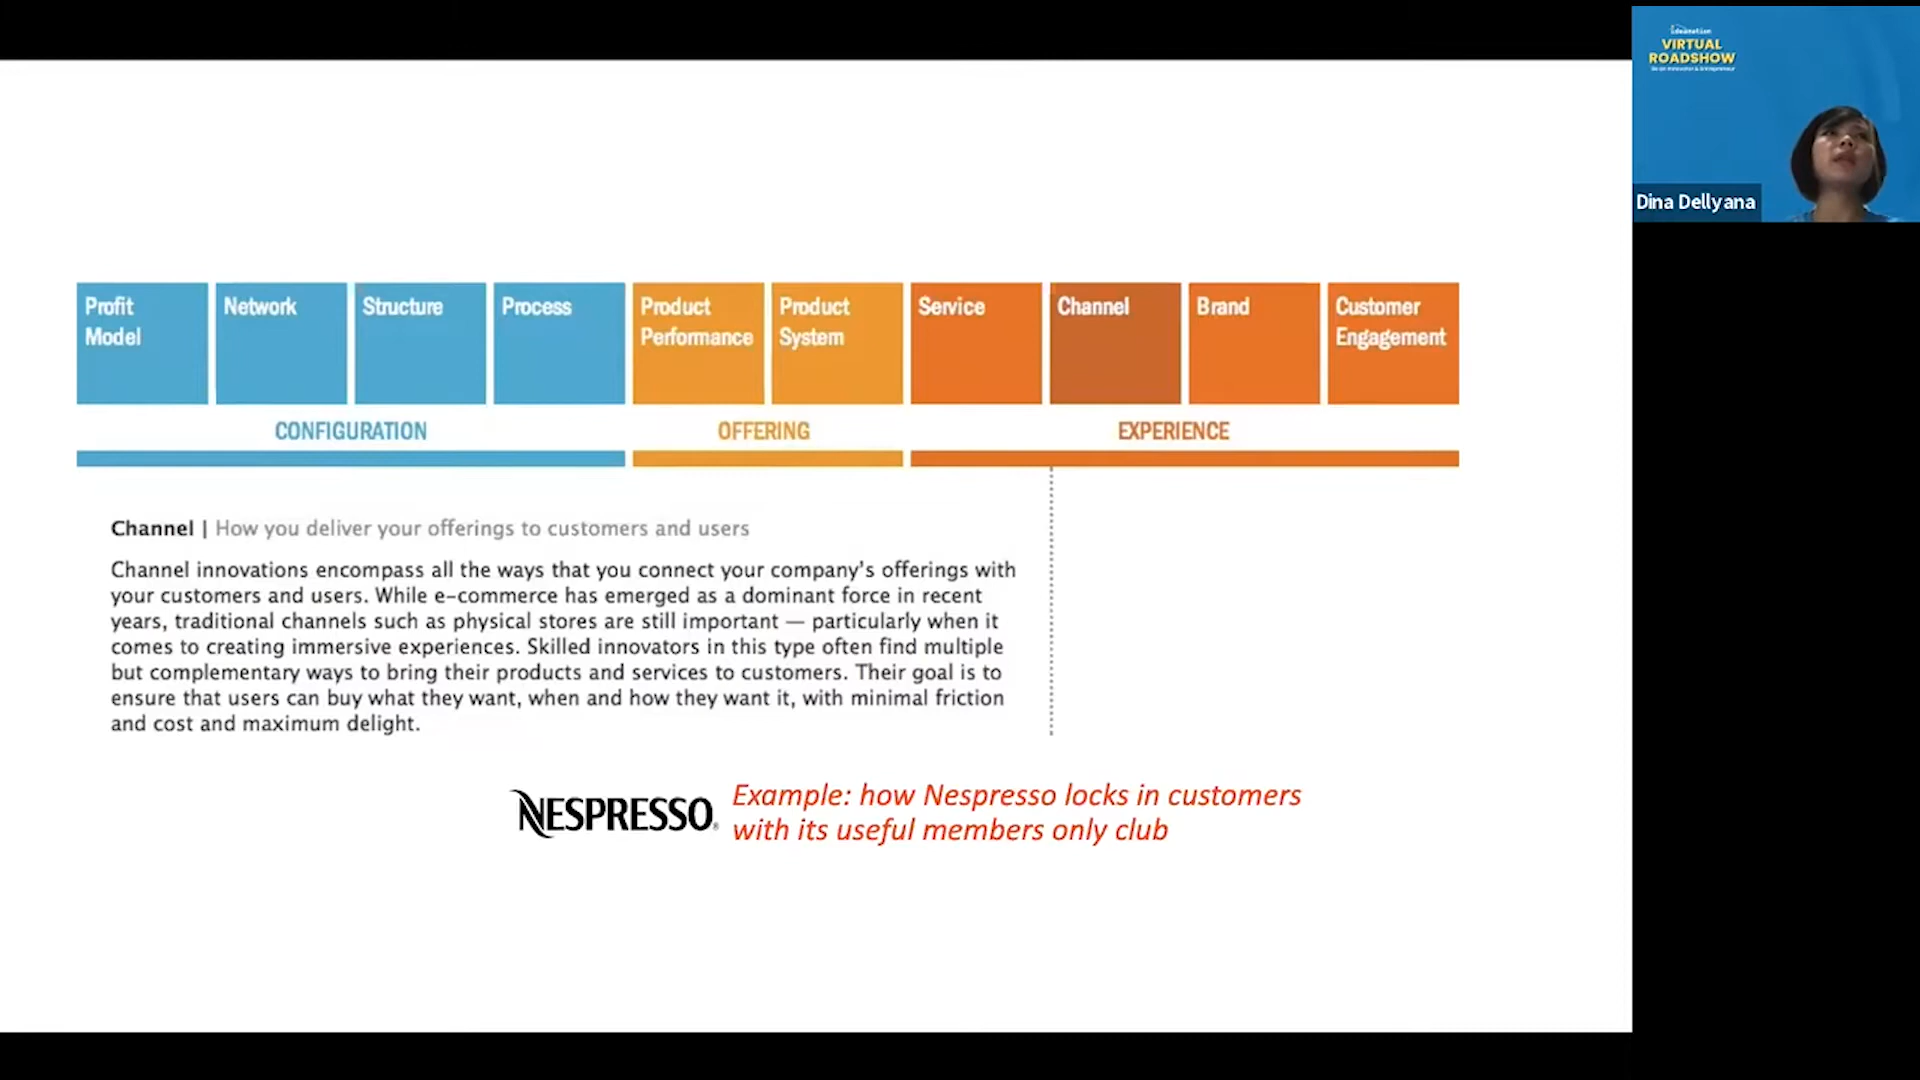 ideanation
VIRTUAL
ROADSHOW
Dina Dellyana
Profit
Model
Network
Structure
Process
Product
Performance
Product
System
Service
Channel
Brand
Customer
Engagement
CONFIGURATION
OFFERING
EXPERIENCE
Channel | How you deliver your offerings to customers and users
Channel innovations encompass all the ways that you connect your company's offerings with
your customers and users. While e-commerce has emerged as a dominant force in recent
years, traditional channels such as physical stores are still important — particularly when it
comes to creating immersive experiences. Skilled innovators in this type often find multiple
but complementary ways to bring their products and services to customers. Their goal is to
ensure that users can buy what they want, when and how they want it, with minimal friction
and cost and maximum delight.
NESPRESSO®
Example: how Nespresso locks in customers
with its useful members only club